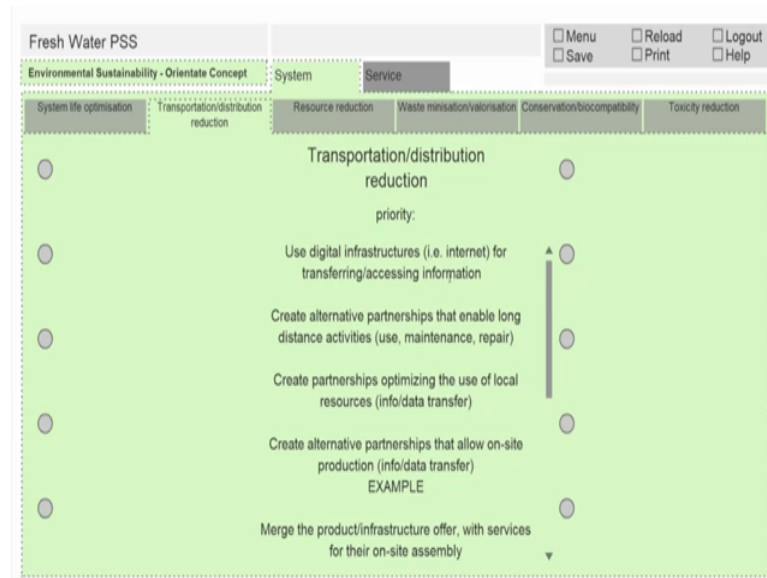 Fresh Water PSS
Menu
Reload
Logout
Save
Print
Help
Environmental Sustainability - Orientate Concept
System
Service
System life optimisation
Transportation/distribution
reduction
Resource reduction
Waste minisation/valorisation
Conservation/biocompatibility
Toxicity reduction
Transportation/distribution
reduction
priority:
Use digital infrastructures (i.e. internet) for
transferring/accessing information
Create alternative partnerships that enable long
distance activities (use, maintenance, repair)
Create partnerships optimizing the use of local
resources (info/data transfer)
Create alternative partnerships that allow on-site
production (info/data transfer)
EXAMPLE
Merge the product/infrastructure offer, with services
for their on-site assembly